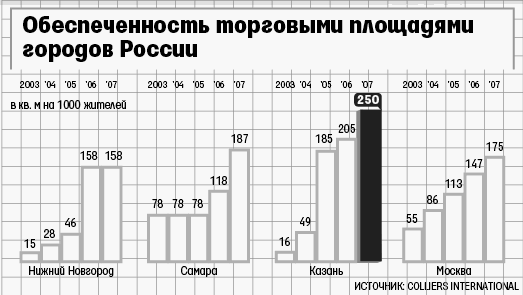 Обеспеченность торговыми площадями
городов России
2003 '04 '05 '06 '07 2003 '04 '05 '06 '07 2003 '04 '05 '06 '07 2003 '04 '05 '06 '07
в кв. м на 1000 жителей
15 28 46 158 158
78 78 78 118 187
16 49 185 205 250
55 86 113 147 175
Нижний Новгород Самара Казань Москва
ИСТОЧНИК: COLLIERS INTERNATIONAL